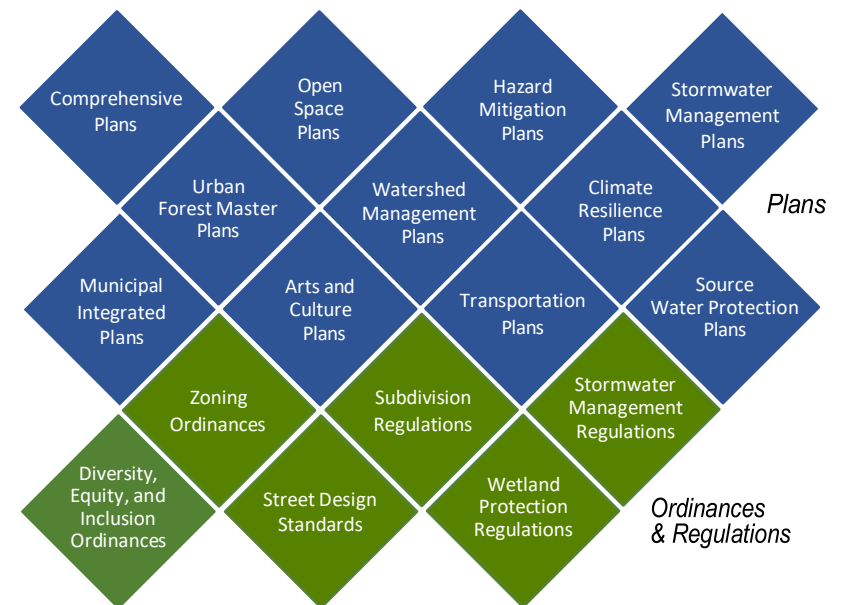 Comprehensive
Plans
Open
Space
Plans
Hazard
Mitigation
Plans
Stormwater
Management
Plans
Urban
Forest Master
Plans
Watershed
Management
Plans
Climate
Resilience
Plans
Plans
Municipal
Integrated
Plans
Arts and
Culture
Plans
Transportation
Plans
Source
Water Protection
Plans
Zoning
Ordinances
Subdivision
Regulations
Stormwater
Management
Regulations
Diversity,
Equity, and
Inclusion
Ordinances
Street Design
Standards
Wetland
Protection
Regulations
Ordinances
& Regulations